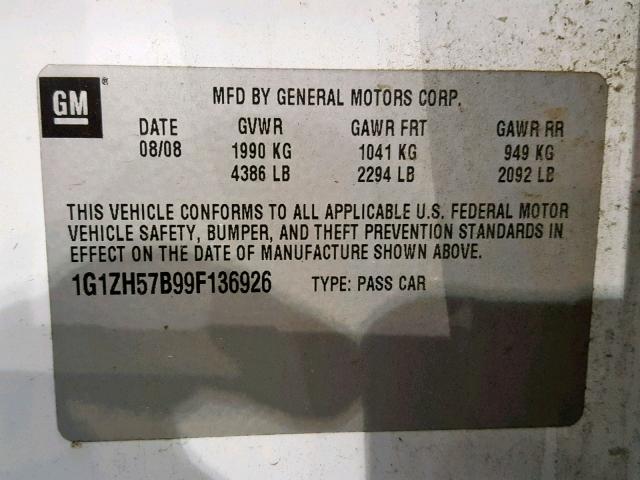 GM ®
MFD BY GENERAL MOTORS CORP.
DATE GVWR GAWR FRT GAWR RR
08/08 1990 KG 1041 KG 949 KG
4386 LB 2294 LB 2092 LB
THIS VEHICLE CONFORMS TO ALL APPLICABLE U.S. FEDERAL MOTOR
VEHICLE SAFETY, BUMPER, AND THEFT PREVENTION STANDARDS IN
EFFECT ON THE DATE OF MANUFACTURE SHOWN ABOVE.
1G1ZH57B99F136926 TYPE: PASS CAR